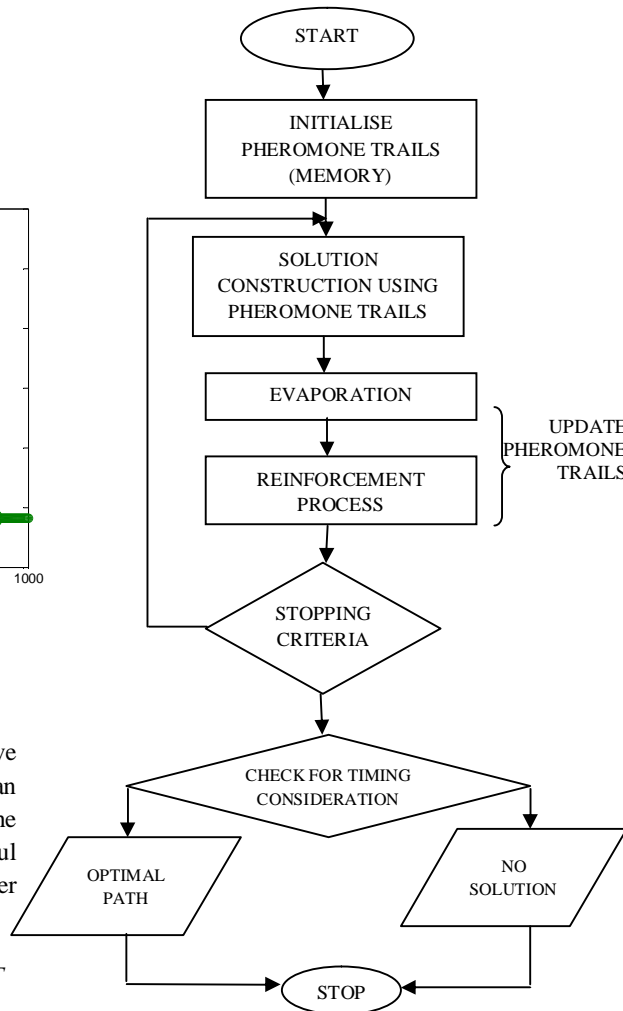 START
INITIALISE
PHEROMONE TRAILS
(MEMORY)
SOLUTION
CONSTRUCTION USING
PHEROMONE TRAILS
EVAPORATION
REINFORCEMENT
PROCESS
UPDATE
PHEROMONE
TRAILS
1000
STOPPING
CRITERIA
CHECK FOR TIMING
CONSIDERATION
OPTIMAL
PATH
NO
SOLUTION
STOP